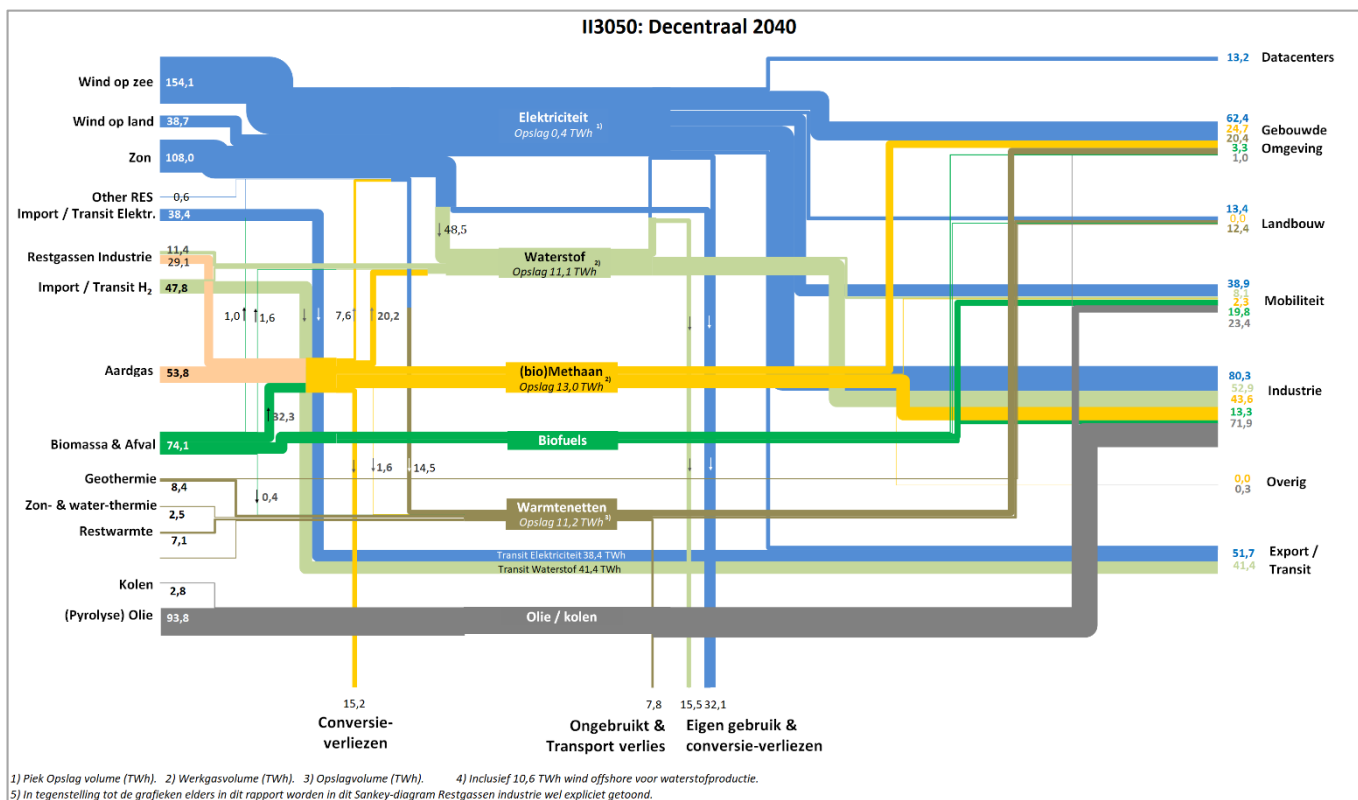 II3050: Decentraal 2040
Wind op zee
154,1
Wind op land
38,7
Zon
108,0
Other RES
0,6
Import / Transit Elektr.
38,4
Restgassen Industrie
11,4
29,1
Import / Transit H2
47,8
Aardgas
53,8
Biomassa & Afval
74,1
Geothermie
8,4
Zon- & water-thermie
2,5
Restwarmte
7,1
Kolen
2,8
(Pyrolyse) Olie
93,8
1,0
1,6
7,6
20,2
48,5
32,3
0,4
1,6
14,5
Elektriciteit
Opslag 0,4 TWh 1)
Waterstof
Opslag 11,1 TWh 2)
(bio)Methaan
Opslag 13,0 TWh 2)
Biofuels
Warmtenetten
Opslag 11,2 TWh 3)
Transit Elektriciteit 38,4 TWh
Transit Waterstof 41,4 TWh
Olie / kolen
13,2
Datacenters
62,4
24,7
20,4
3,3
1,0
Gebouwde
Omgeving
13,4
0,0
12,4
Landbouw
38,9
8,1
2,3
19,8
23,4
Mobiliteit
80,3
52,9
43,6
13,3
71,9
Industrie
0,0
0,3
Overig
51,7
41,4
Export /
Transit
15,2
7,8
15,5
32,1
Conversie-
verliezen
Ongebruikt &
Transport verlies
Eigen gebruik &
conversie-verliezen
1) Piek Opslag volume (TWh). 2) Werkgasvolume (TWh). 3) Opslagvolume (TWh). 4) Inclusief 10,6 TWh wind offshore voor waterstofproductie.
5) In tegenstelling tot de grafieken elders in dit rapport worden in dit Sankey-diagram Restgassen industrie wel expliciet getoond.